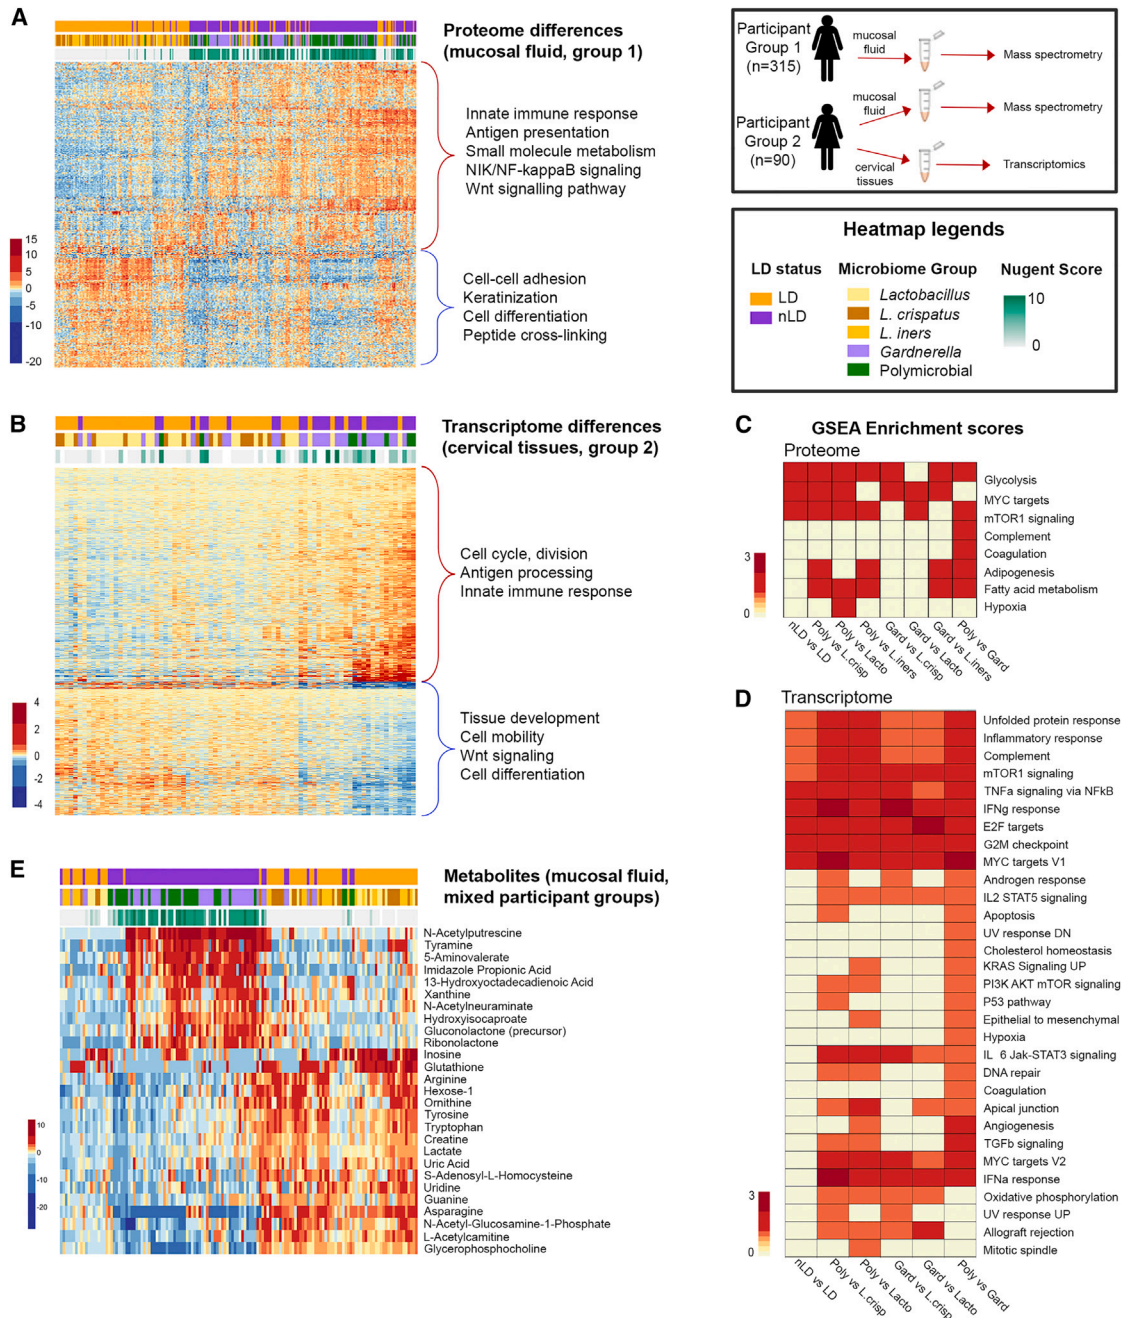 A
Proteome differences
(mucosal fluid, group 1)
Innate immune response
Antigen presentation
Small molecule metabolism
NIK/NF-kappaB signaling
Wnt signalling pathway
Cell-cell adhesion
Keratinization
Cell differentiation
Peptide cross-linking
15
10
5
0
-5
-10
-20
Participant
Group 1
(n=315)
mucosal
fluid
Mass spectrometry
Participant
Group 2
(n=90)
mucosal
fluid
Mass spectrometry
cervical
tissues
Transcriptomics
Heatmap legends
LD status
LD
nLD
Microbiome Group
Lactobacillus
L. crispatus
L. iners
Gardnerella
Polymicrobial
Nugent Score
10
0
B
Transcriptome differences
(cervical tissues, group 2)
Cell cycle, division
Antigen processing
Innate immune response
Tissue development
Cell mobility
Wnt signaling
Cell differentiation
4
2
0
-2
-4
C
GSEA Enrichment scores
Proteome
Glycolysis
MYC targets
mTOR1 signaling
Complement
Coagulation
Adipogenesis
Fatty acid metabolism
Hypoxia
3
0
nLD vs LD
Poly vs L.crisp
Poly vs Lacto
Poly vs L.iners
Gard vs L.crisp
Gard vs Lacto
Gard vs L.iners
Poly vs Gard
D
Transcriptome
Unfolded protein response
Inflammatory response
Complement
mTOR1 signaling
TNFa signaling via NFkB
IFNg response
E2F targets
G2M checkpoint
MYC targets V1
Androgen response
IL2 STAT5 signaling
Apoptosis
UV response DN
Cholesterol homeostasis
KRAS Signaling UP
PI3K AKT mTOR signaling
P53 pathway
Epithelial to mesenchymal
Hypoxia
IL 6 Jak-STAT3 signaling
DNA repair
Coagulation
Apical junction
Angiogenesis
TGFb signaling
MYC targets V2
IFNa response
Oxidative phosphorylation
UV response UP
Allograft rejection
Mitotic spindle
3
0
nLD vs LD
Poly vs L.crisp
Poly vs Lacto
Gard vs L.crisp
Gard vs Lacto
Poly vs Gard
E
Metabolites (mucosal fluid,
mixed participant groups)
N-Acetylputrescine
Tyramine
5-Aminovalerate
Imidazole Propionic Acid
13-Hydroxyoctadecadienoic Acid
Xanthine
N-Acetylneuraminate
Hydroxyisocaproate
Gluconolactone (precursor)
Ribonolactone
Inosine
Glutathione
Arginine
Hexose-1
Ornithine
Tyrosine
Tryptophan
Creatine
Lactate
Uric Acid
S-Adenosyl-L-Homocysteine
Uridine
Guanine
Asparagine
N-Acetyl-Glucosamine-1-Phosphate
L-Acetylcarnitine
Glycerophosphocholine
10
0
-10
-20